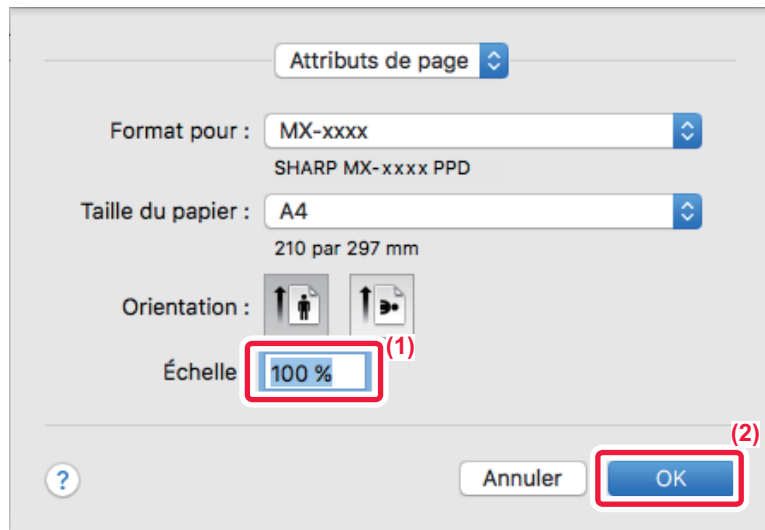 Attributs de page
Format pour : MX-xxxx
SHARP MX-xxxx PPD
Taille du papier : A4
210 par 297 mm
Orientation :
(1)
Échelle 100 %
(2)
? Annuler OK